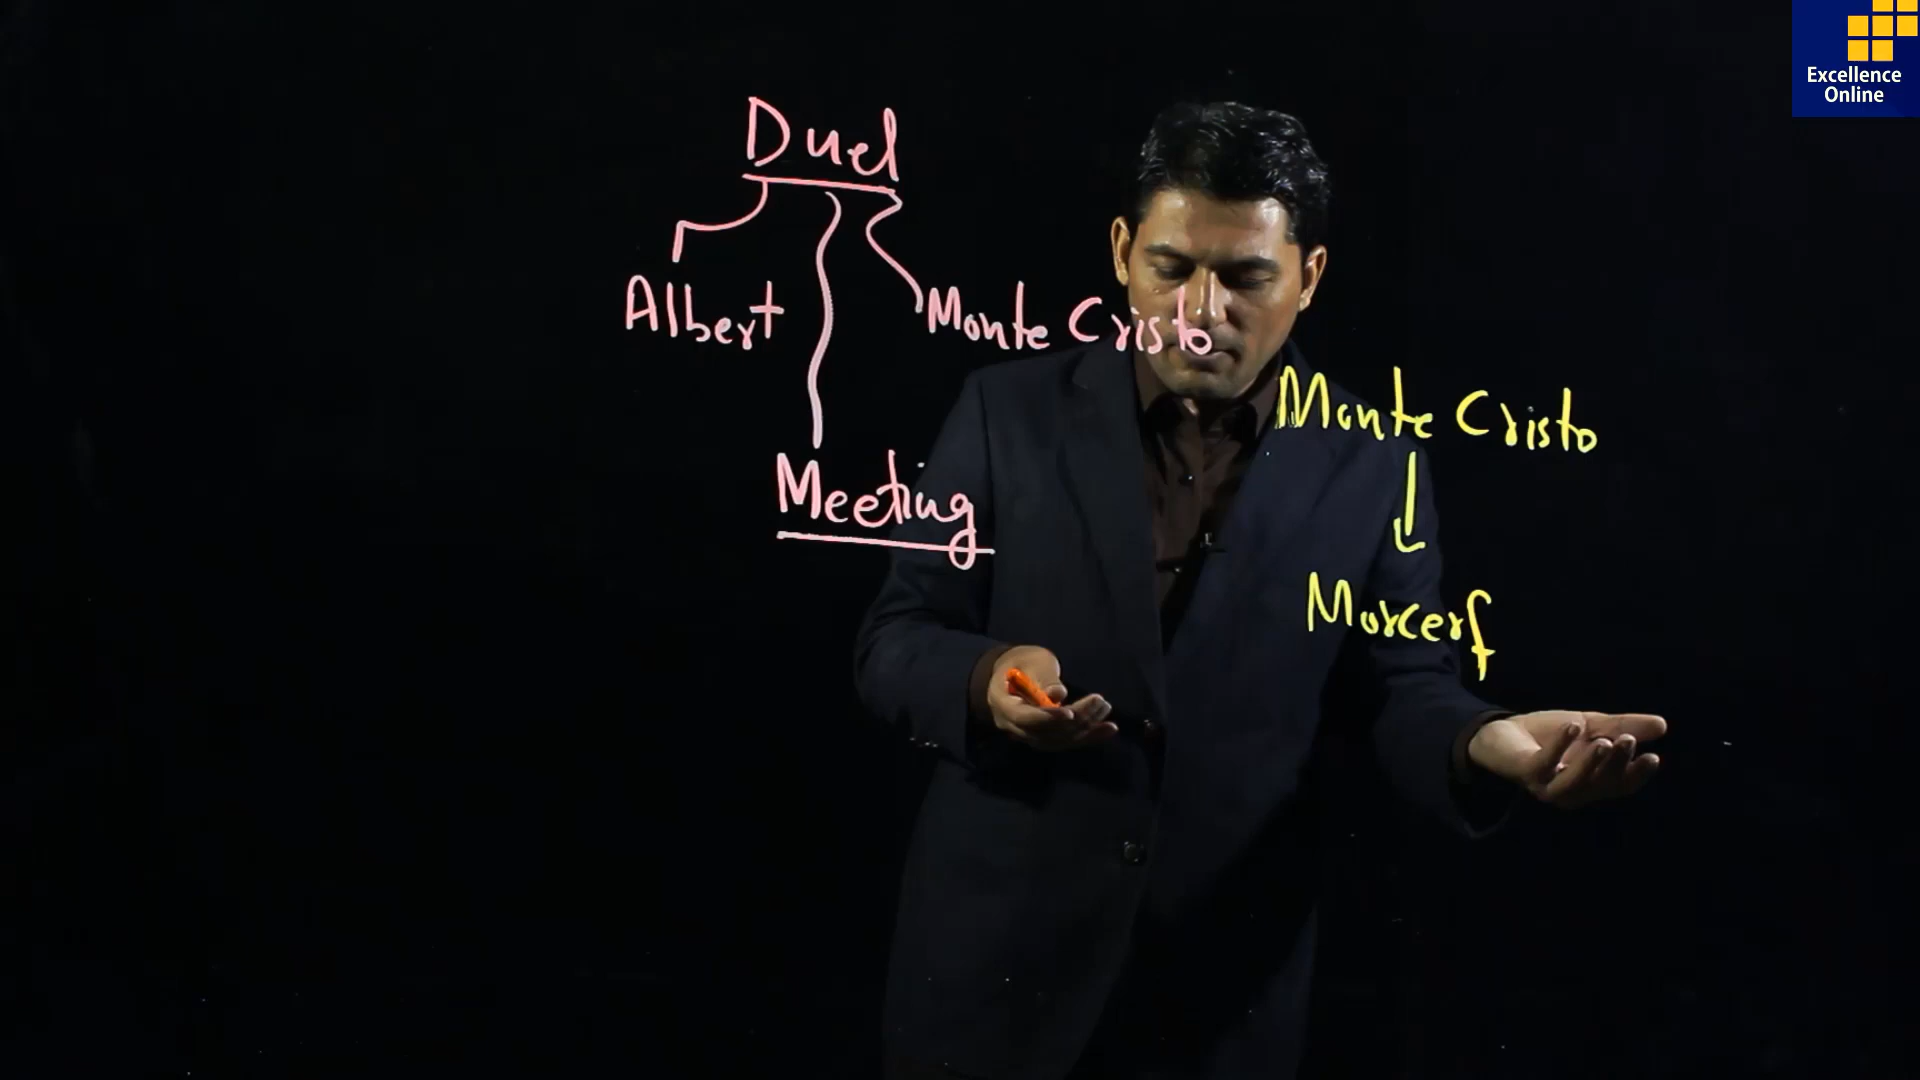 Excellence
Online
Duel
Albert
Monte Cristo
Meeting
Monte Cristo
Morcerf